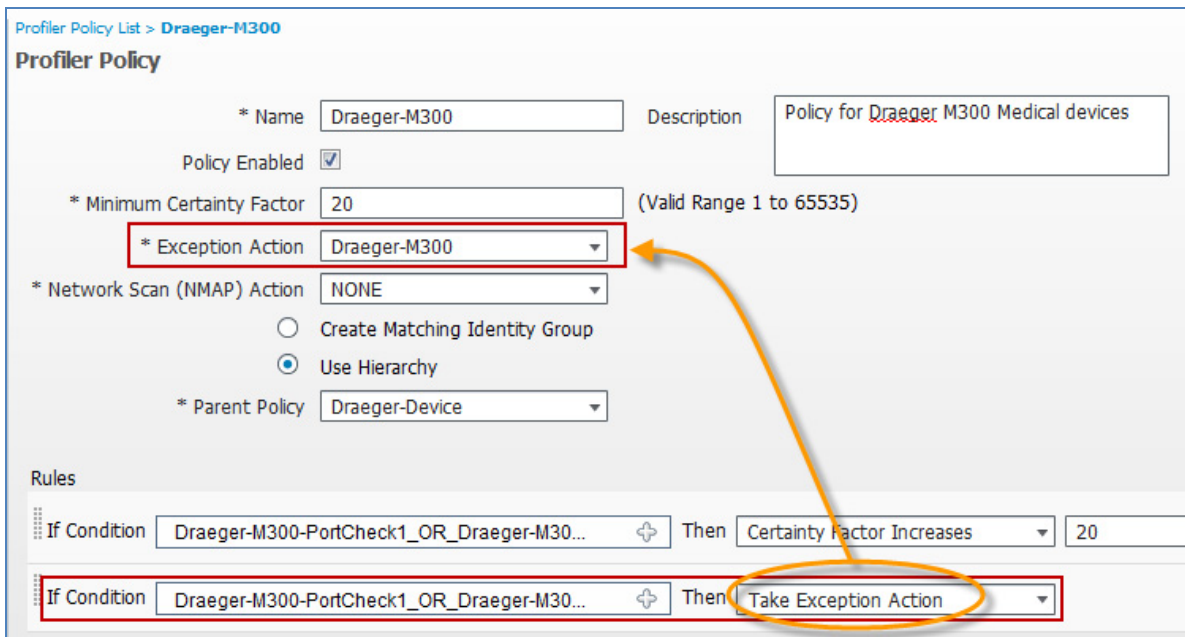 Profiler Policy List > Draeger-M300
Profiler Policy
* Name Draeger-M300 Description Policy for Draeger M300 Medical devices
Policy Enabled
* Minimum Certainty Factor 20 (Valid Range 1 to 65535)
* Exception Action Draeger-M300
* Network Scan (NMAP) Action NONE
Create Matching Identity Group
Use Hierarchy
* Parent Policy Draeger-Device
Rules
If Condition Draeger-M300-PortCheck1_OR_Draeger-M30... Then Certainty Factor Increases 20
If Condition Draeger-M300-PortCheck1_OR_Draeger-M30... Then Take Exception Action